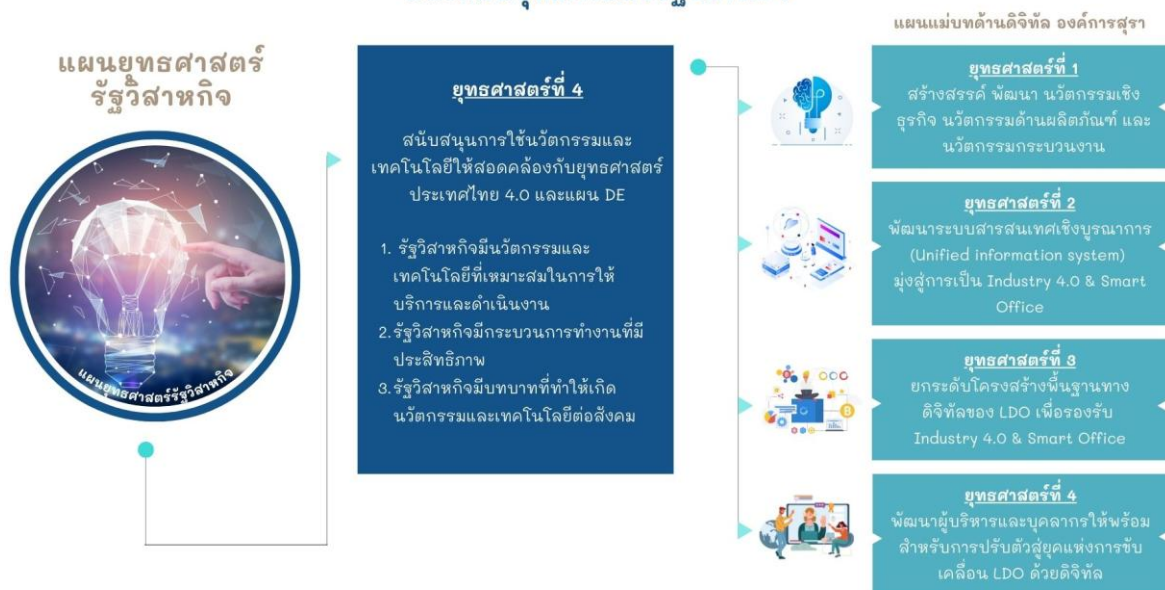 แผนยุทธศาสตร์
รัฐวิสาหกิจ
แผนยุทธศาสตร์รัฐวิสาหกิจ
ยุทธศาสตร์ที่ 4
สนับสนุนการใช้นวัตกรรมและ
เทคโนโลยีให้สอดคล้องกับยุทธศาสตร์
ประเทศไทย 4.0 และแผน DE
1. รัฐวิสาหกิจมีนวัตกรรมและ
เทคโนโลยีที่เหมาะสมในการให้
บริการและดำเนินงาน
2.รัฐวิสาหกิจมีกระบวนการทำงานที่มี
ประสิทธิภาพ
3.รัฐวิสาหกิจมีบทบาทที่ทำให้เกิด
นวัตกรรมและเทคโนโลยีต่อสังคม
แผนแม่บทด้านดิจิทัล องค์การสุรา
ยุทธศาสตร์ที่ 1
สร้างสรรค์ พัฒนา นวัตกรรมเชิง
ธุรกิจ นวัตกรรมด้านผลิตภัณฑ์ และ
นวัตกรรมกระบวนงาน
ยุทธศาสตร์ที่ 2
พัฒนาระบบสารสนเทศเชิงบูรณาการ
(Unified information system)
มุ่งสู่การเป็น Industry 4.0 & Smart
Office
ยุทธศาสตร์ที่ 3
ยกระดับโครงสร้างพื้นฐานทาง
ดิจิทัลของ LDO เพื่อรองรับ
Industry 4.0 & Smart Office
ยุทธศาสตร์ที่ 4
พัฒนาผู้บริหารและบุคลากรให้พร้อม
สำหรับการปรับตัวสู่ยุคแห่งการขับ
เคลื่อน LDO ด้วยดิจิทัล